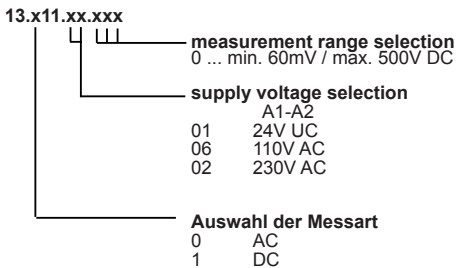 13.x11.xx.xxx
measurement range selection
0 ... min. 60mV / max. 500V DC
supply voltage selection
A1-A2
01 24V UC
06 110V AC
02 230V AC
Auswahl der Messart
0 AC
1 DC